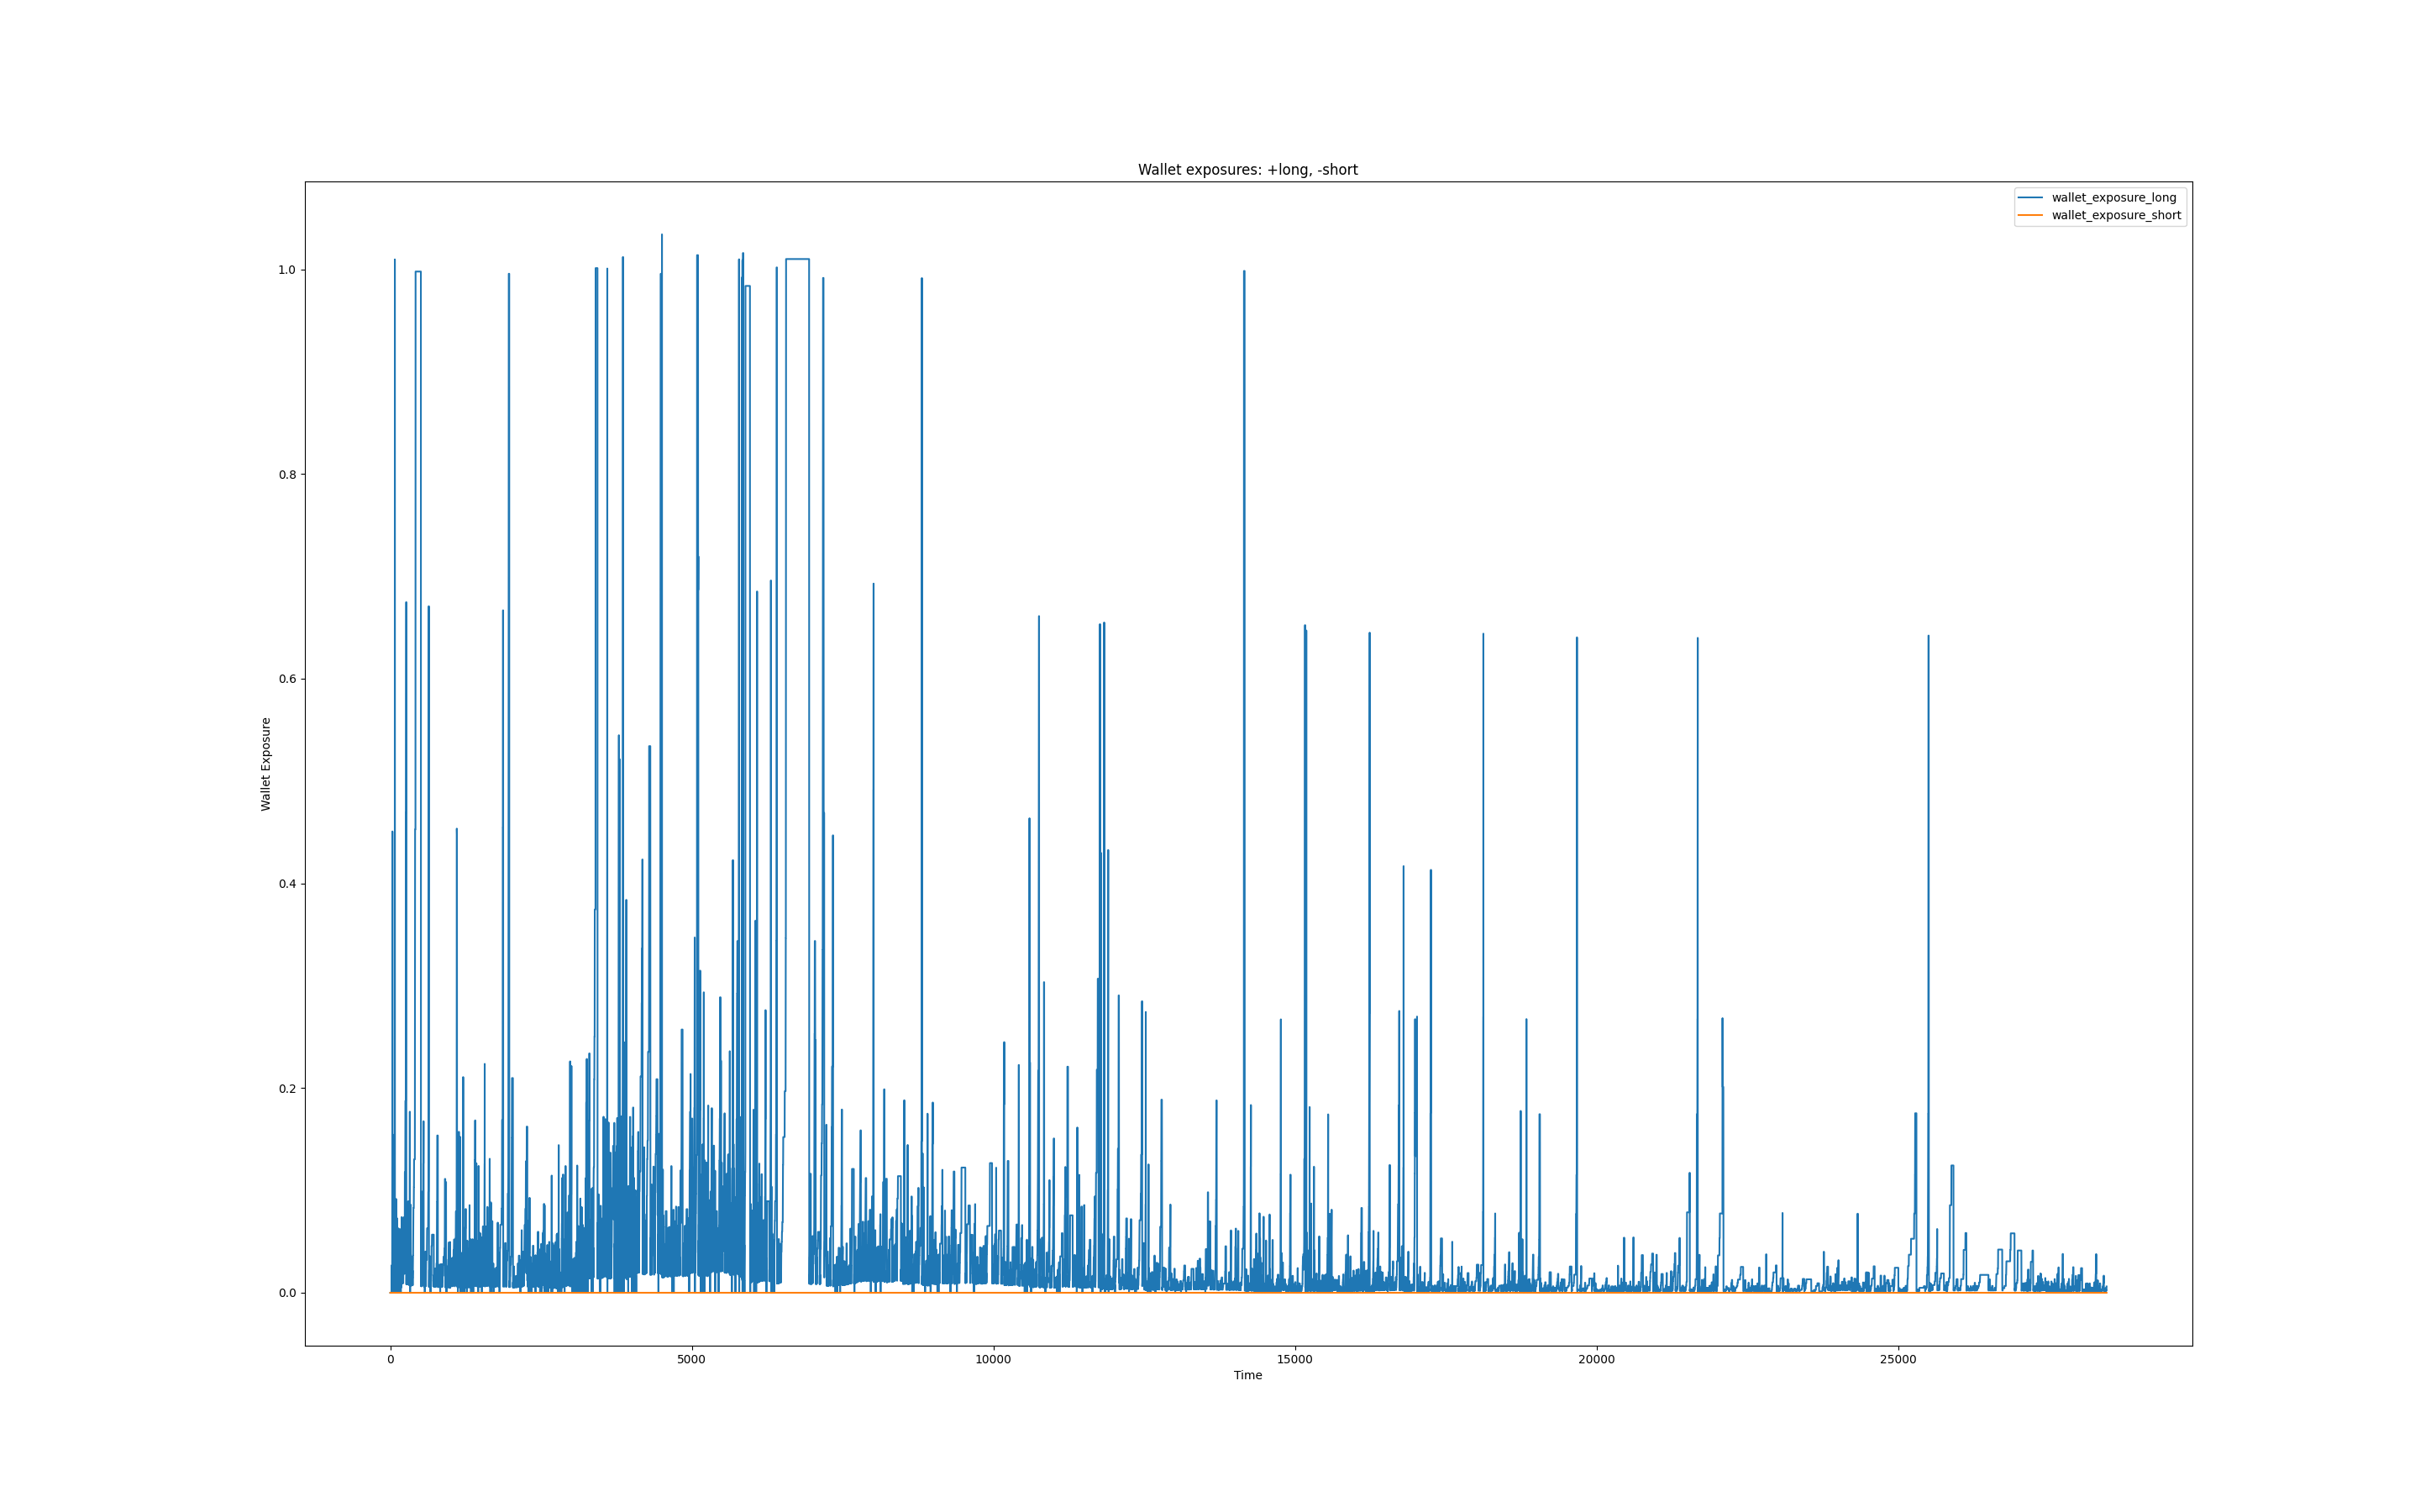 Wallet exposures: +long, -short
wallet_exposure_long
wallet_exposure_short
1.0
0.8
0.6
0.4
0.2
0.0
Wallet Exposure
0 5000 10000 15000 20000 25000
Time